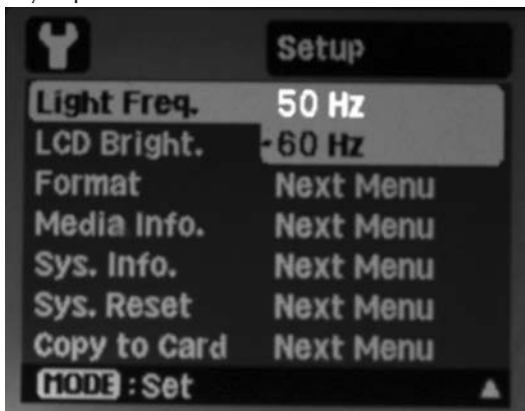 Setup
Light Freq. 50 Hz
LCD Bright. 60 Hz
Format Next Menu
Media Info. Next Menu
Sys. Info. Next Menu
Sys. Reset Next Menu
Copy to Card Next Menu
MODE :Set